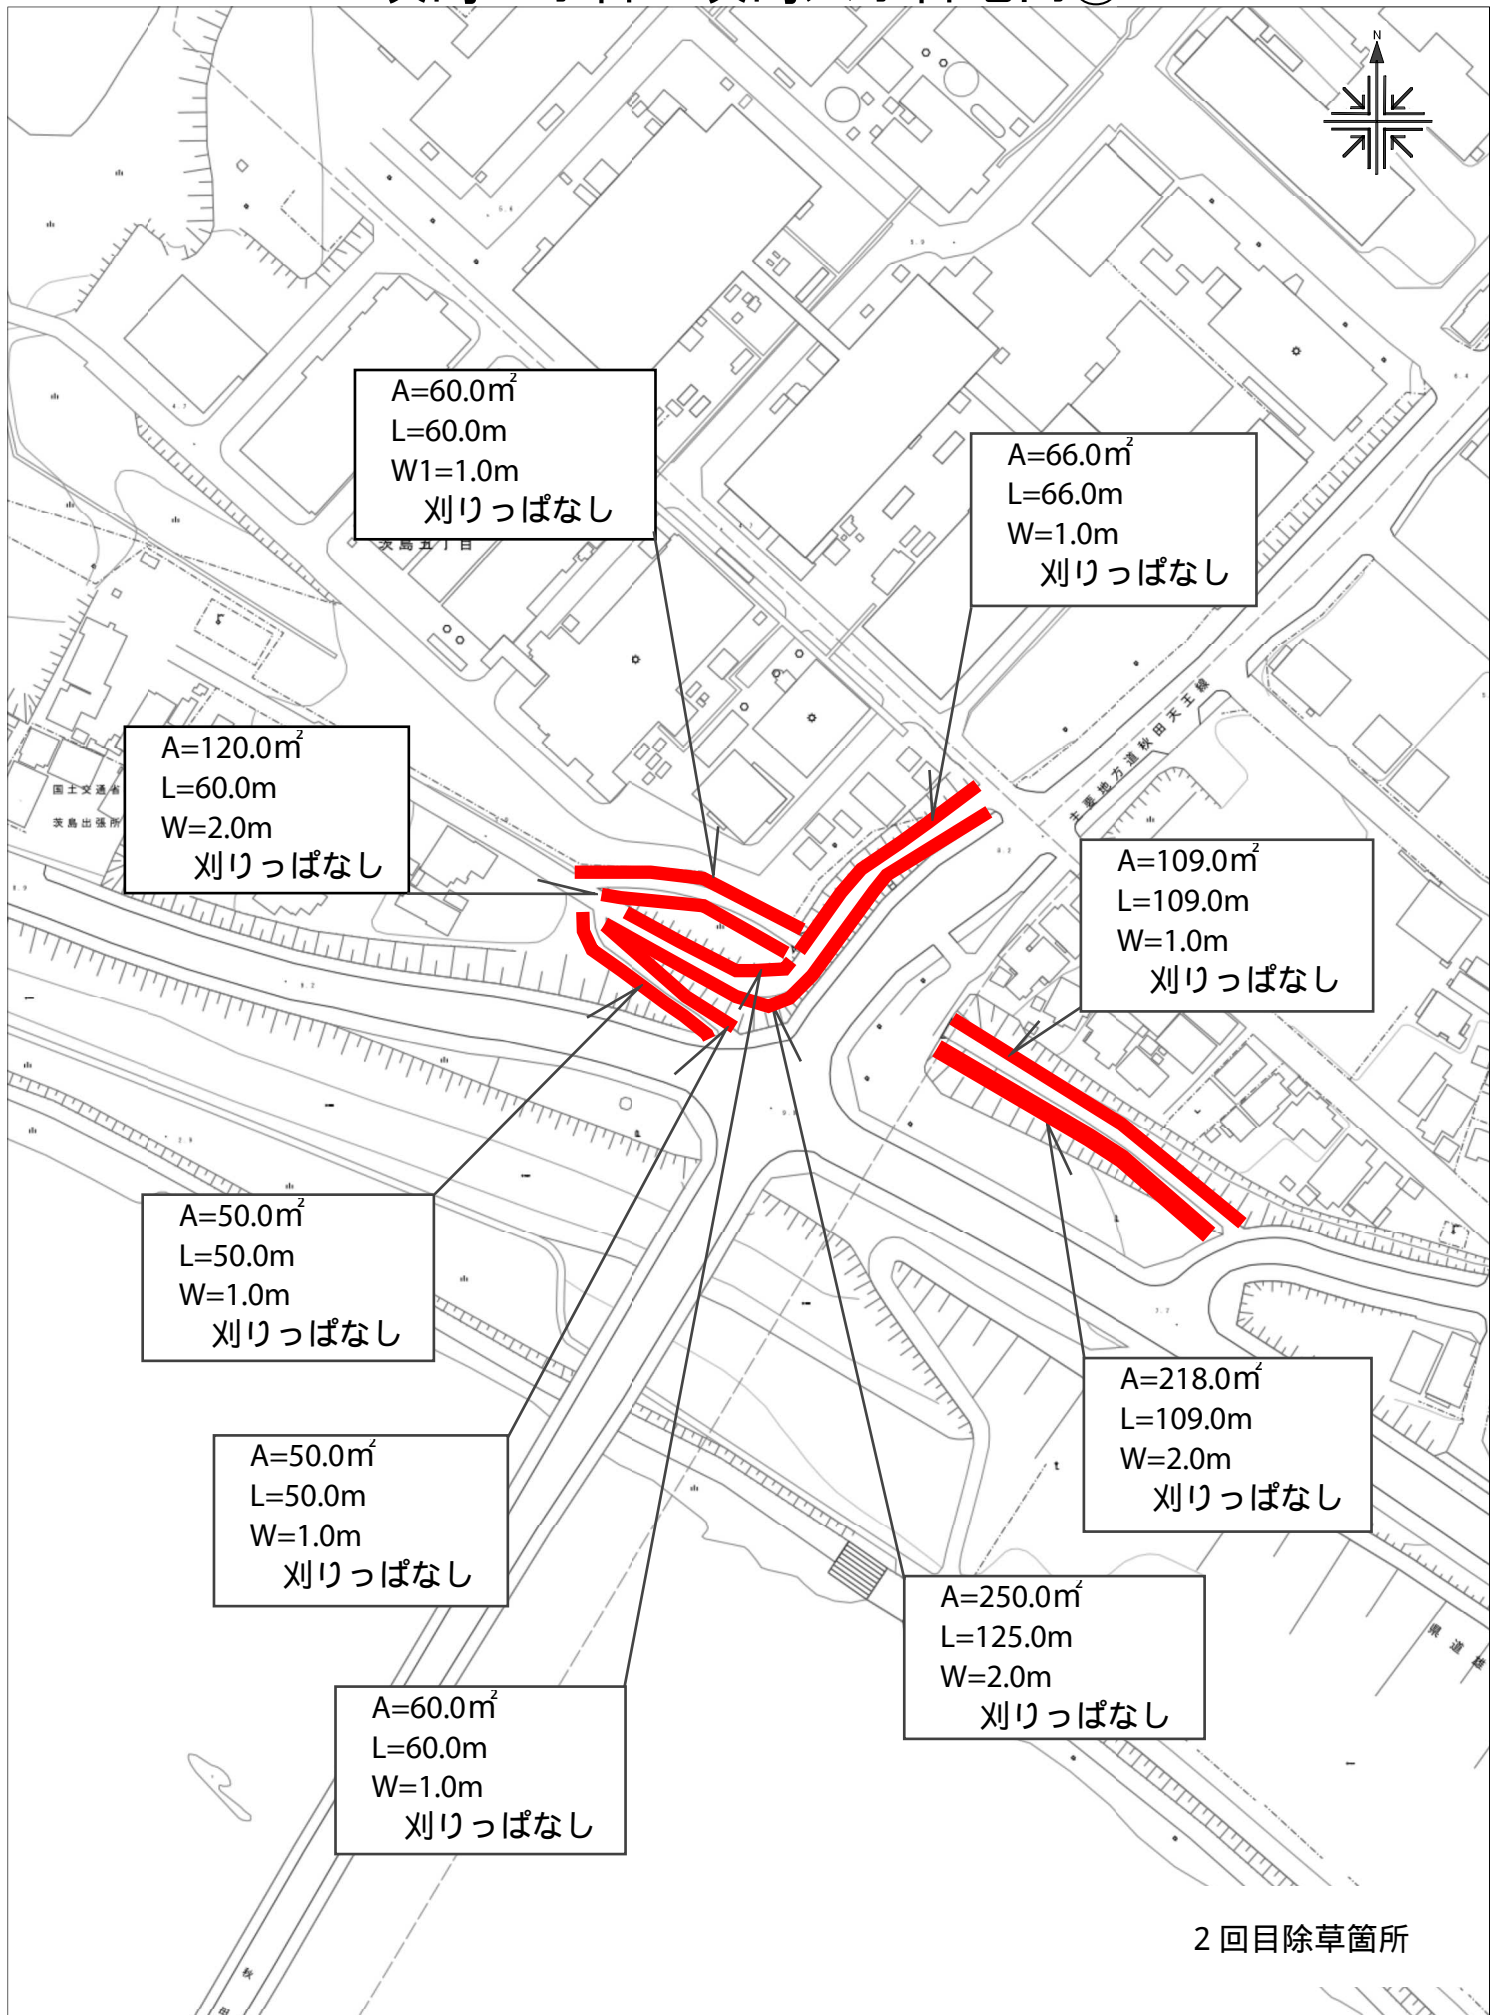 N
A=60.0㎡
L=60.0m
W1=1.0m
刈りっぱなし
A=66.0㎡
L=66.0m
W=1.0m
刈りっぱなし
茨島五丁目
主要地方道秋田天王線
A=120.0㎡
L=60.0m
W=2.0m
刈りっぱなし
国土交通省
茨島出張所
A=109.0㎡
L=109.0m
W=1.0m
刈りっぱなし
A=50.0㎡
L=50.0m
W=1.0m
刈りっぱなし
A=218.0㎡
L=109.0m
W=2.0m
刈りっぱなし
A=50.0㎡
L=50.0m
W=1.0m
刈りっぱなし
A=250.0㎡
L=125.0m
W=2.0m
刈りっぱなし
県道雄
A=60.0㎡
L=60.0m
W=1.0m
刈りっぱなし
2回目除草箇所
秋